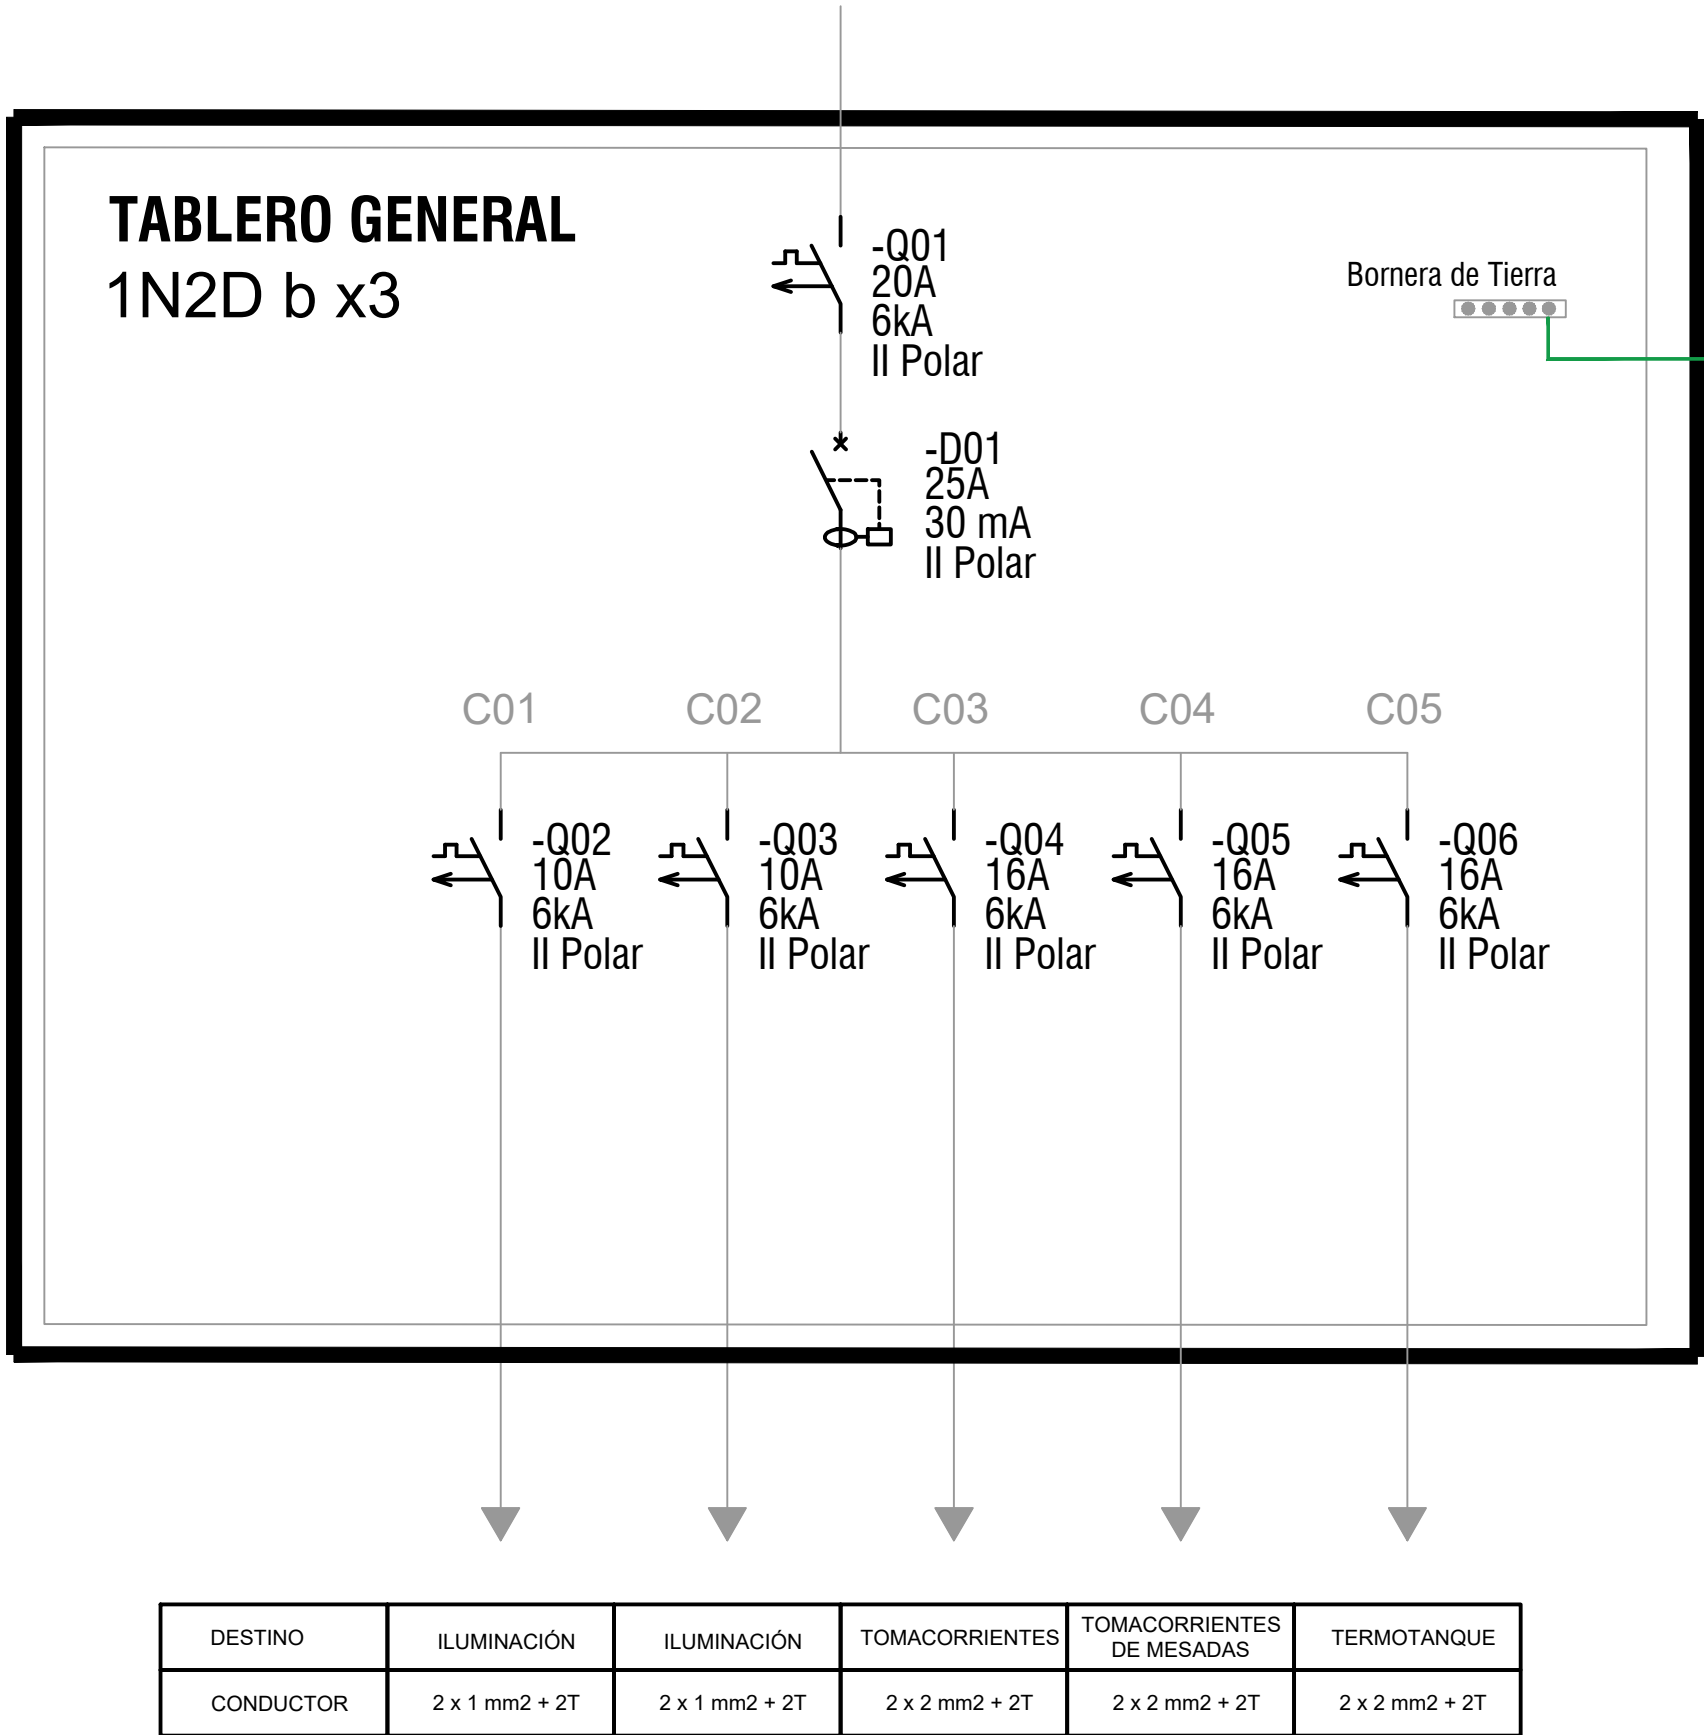 TABLERO GENERAL
1N2D b x3
-Q01
20A
6kA
II Polar
Bornera de Tierra
-D01
25A
30 mA
II Polar
C01
C02
C03
C04
C05
-Q02
10A
6kA
II Polar
-Q03
10A
6kA
II Polar
-Q04
16A
6kA
II Polar
-Q05
16A
6kA
II Polar
-Q06
16A
6kA
II Polar
DESTINO
ILUMINACIÓN
ILUMINACIÓN
TOMACORRIENTES
TOMACORRIENTES
DE MESADAS
TERMOTANQUE
CONDUCTOR
2 x 1 mm2 + 2T
2 x 1 mm2 + 2T
2 x 2 mm2 + 2T
2 x 2 mm2 + 2T
2 x 2 mm2 + 2T